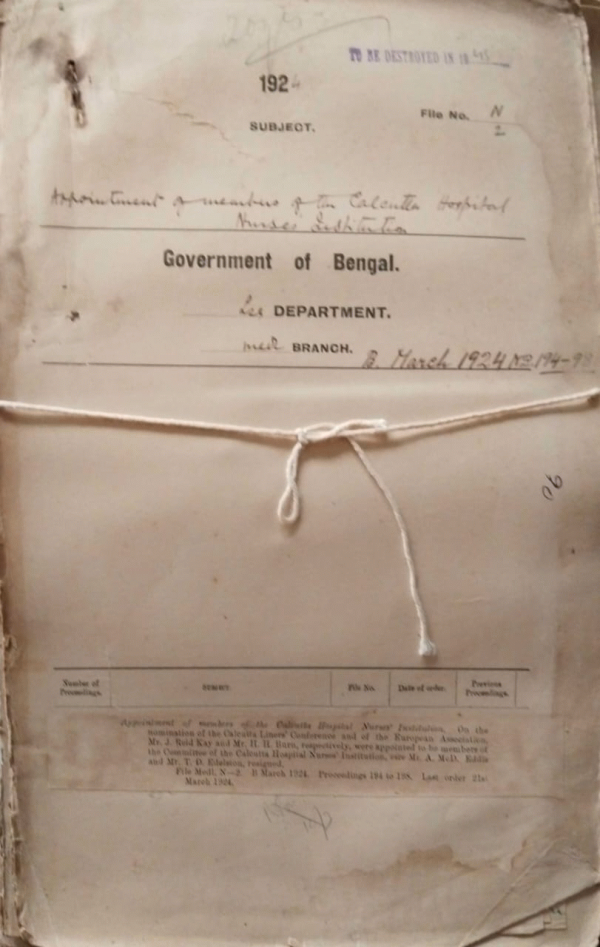 TO BE DESTROYED IN 19
1924
File No. N
2
SUBJECT.
Appointment of members of the Calcutta Hospital
Nurses Institution
Government of Bengal.
DEPARTMENT.
Medl BRANCH.
B. March 1924 No. 194-98
Number of Proceedings.
SUBJECT.
File No.
Date of order.
Previous Proceedings.
Appointment of members of the Calcutta Hospital Nurses' Institution. On the
nomination of the Calcutta Liners' Conference and of the European Association,
Mr. J. Reid Kay and Mr. H. H. Burn, respectively, were appointed to be members of
the Committee of the Calcutta Hospital Nurses' Institution, vice Mr. A. McD. Eddis
and Mr. T. D. Edelston, resigned.
File Medl. N—2. B March 1924. Proceedings 194 to 198. Last order 21st
March 1924.